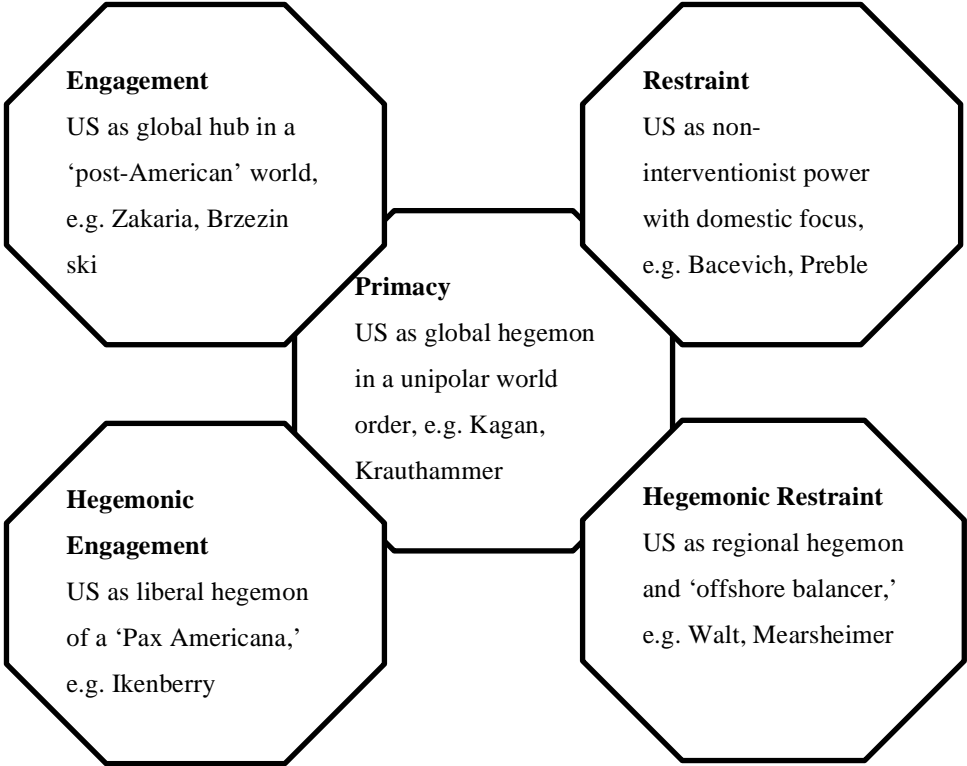 Engagement
US as global hub in a
‘post-American’ world,
e.g. Zakaria, Brzezin
ski
Restraint
US as non-
interventionist power
with domestic focus,
e.g. Bacevich, Preble
Primacy
US as global hegemon
in a unipolar world
order, e.g. Kagan,
Krauthammer
Hegemonic
Engagement
US as liberal hegemon
of a ‘Pax Americana,’
e.g. Ikenberry
Hegemonic Restraint
US as regional hegemon
and ‘offshore balancer,’
e.g. Walt, Mearsheimer